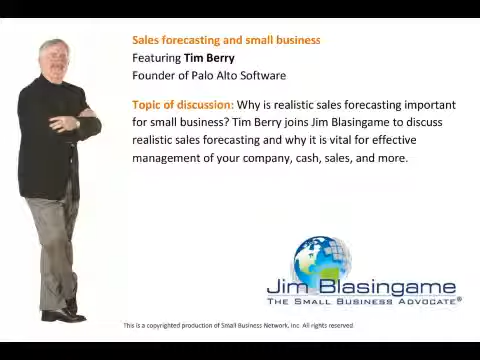 Sales forecasting and small business
Featuring Tim Berry
Founder of Palo Alto Software
Topic of discussion: Why is realistic sales forecasting important
for small business? Tim Berry joins Jim Blasingame to discuss
realistic sales forecasting and why it is vital for effective
management of your company, cash, sales, and more.
Jim Blasingame
THE SMALL BUSINESS ADVOCATE®
This is a copyrighted production of Small Business Network, Inc. All rights reserved